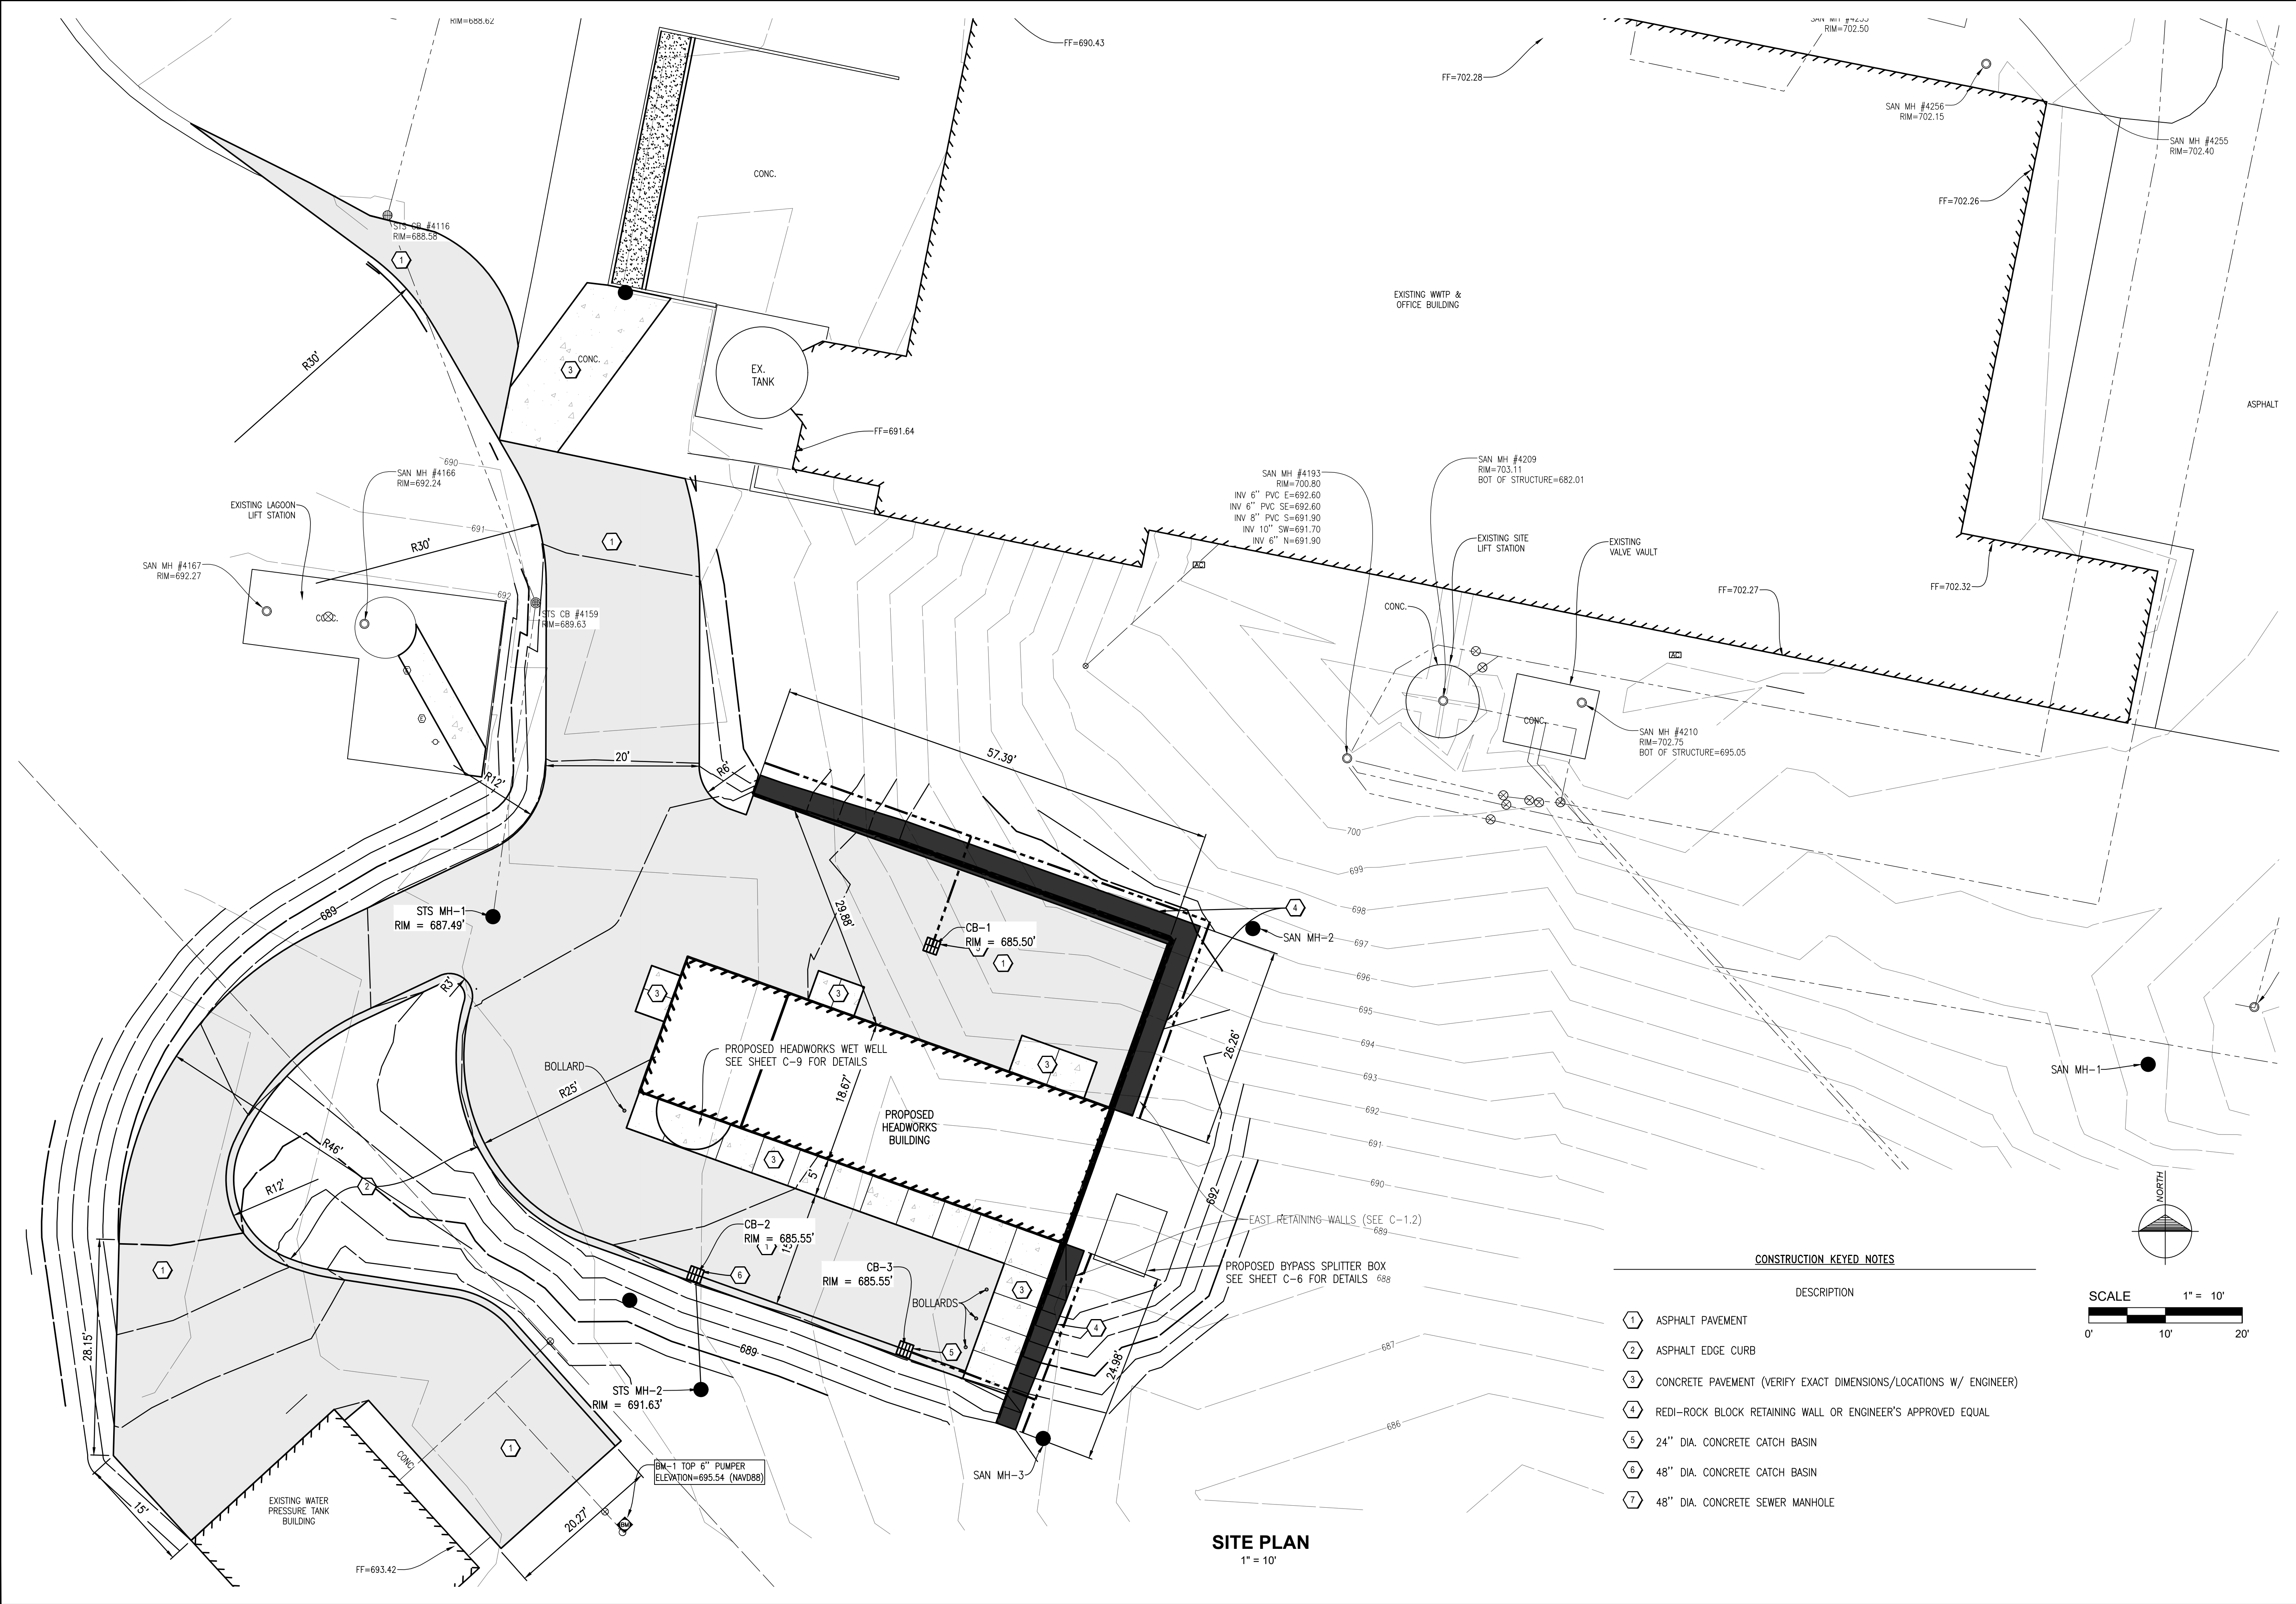 RIM=688.62
FF=690.43
FF=702.28
RIM=702.50
SAN MH #4256
RIM=702.15
SAN MH #4255
RIM=702.40
CONC.
FF=702.26
STS CB #4116
RIM=688.58
1
EXISTING WWTP &
OFFICE BUILDING
R30'
CONC.
3
EX.
TANK
ASPHALT
FF=691.64
690
SAN MH #4166
RIM=692.24
EXISTING LAGOON
LIFT STATION
691
R30'
1
SAN MH #4167
RIM=692.27
692
STS CB #4159
RIM=689.63
SAN MH #4193
RIM=700.80
INV 6" PVC E=692.60
INV 6" PVC SE=692.60
INV 8" PVC S=691.90
INV 10" SW=691.70
INV 6" N=691.90
SAN MH #4209
RIM=703.11
BOT OF STRUCTURE=682.01
EXISTING SITE
LIFT STATION
EXISTING
VALVE VAULT
AC
CONC.
FF=702.27
FF=702.32
AC
E
CONC.
SAN MH #4210
RIM=702.75
BOT OF STRUCTURE=695.05
20'
R6'
R12'
57.39'
700
699
698
697
696
695
694
693
692
691
690
689
688
687
686
689
STS MH-1
RIM = 687.49'
29.88'
CB-1
RIM = 685.50'
1
4
SAN MH-2
SAN MH-1
R3'
3
3
3
26.26'
PROPOSED HEADWORKS WET WELL
SEE SHEET C-9 FOR DETAILS
BOLLARD
R25'
18.67'
PROPOSED
HEADWORKS
BUILDING
R46'
R12'
2
3
5'
692
EAST RETAINING WALLS (SEE C-1.2)
CB-2
RIM = 685.55'
1
6
CB-3
RIM = 685.55'
BOLLARDS
3
PROPOSED BYPASS SPLITTER BOX
SEE SHEET C-6 FOR DETAILS
4
5
24.98'
689
1
28.15'
STS MH-2
RIM = 691.63'
SAN MH-3
1
CONC.
BM-1 TOP 6" PUMPER
ELEVATION=695.54 (NAVD88)
BM
15'
20.27'
EXISTING WATER
PRESSURE TANK
BUILDING
FF=693.42
SITE PLAN
1" = 10'
CONSTRUCTION KEYED NOTES
DESCRIPTION
1 ASPHALT PAVEMENT
2 ASPHALT EDGE CURB
3 CONCRETE PAVEMENT (VERIFY EXACT DIMENSIONS/LOCATIONS W/ ENGINEER)
4 REDI-ROCK BLOCK RETAINING WALL OR ENGINEER'S APPROVED EQUAL
5 24" DIA. CONCRETE CATCH BASIN
6 48" DIA. CONCRETE CATCH BASIN
7 48" DIA. CONCRETE SEWER MANHOLE
NORTH
SCALE 1" = 10'
0' 10' 20'